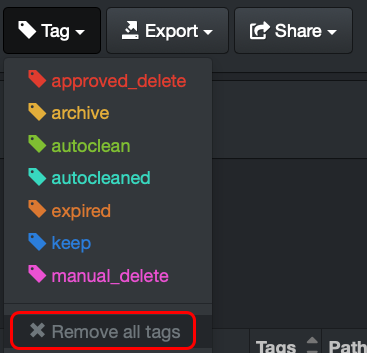 Tag Export Share
approved_delete
archive
autoclean
autocleaned
expired
keep
manual_delete
Remove all tags
Tags Path